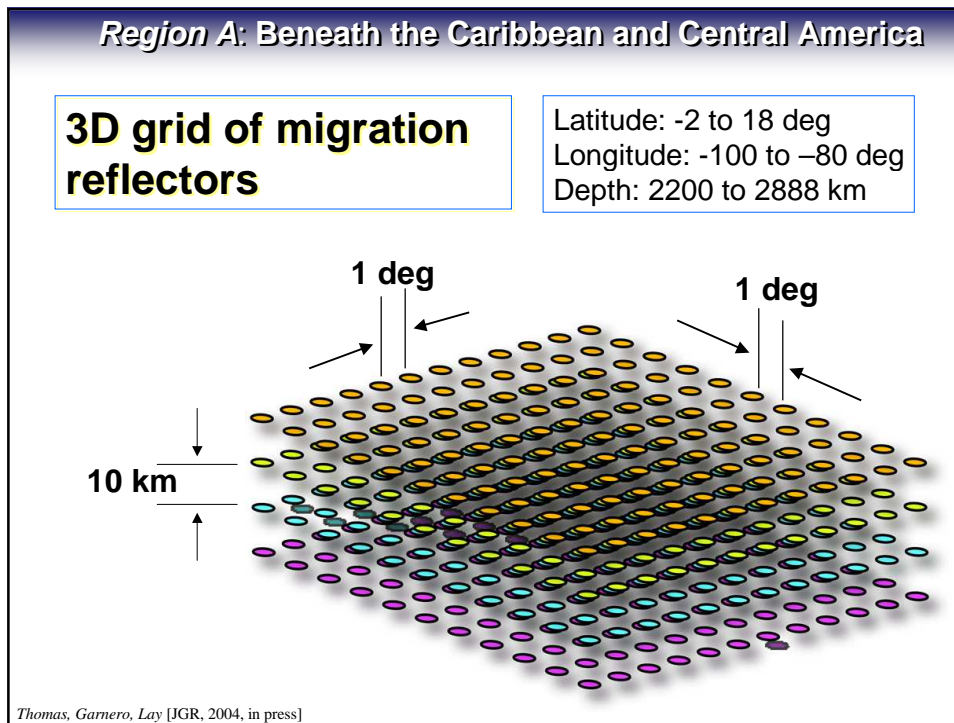 Region A: Beneath the Caribbean and Central America
3D grid of migration
reflectors
Latitude: -2 to 18 deg
Longitude: -100 to –80 deg
Depth: 2200 to 2888 km
1 deg
1 deg
10 km
Thomas, Garnero, Lay [JGR, 2004, in press]